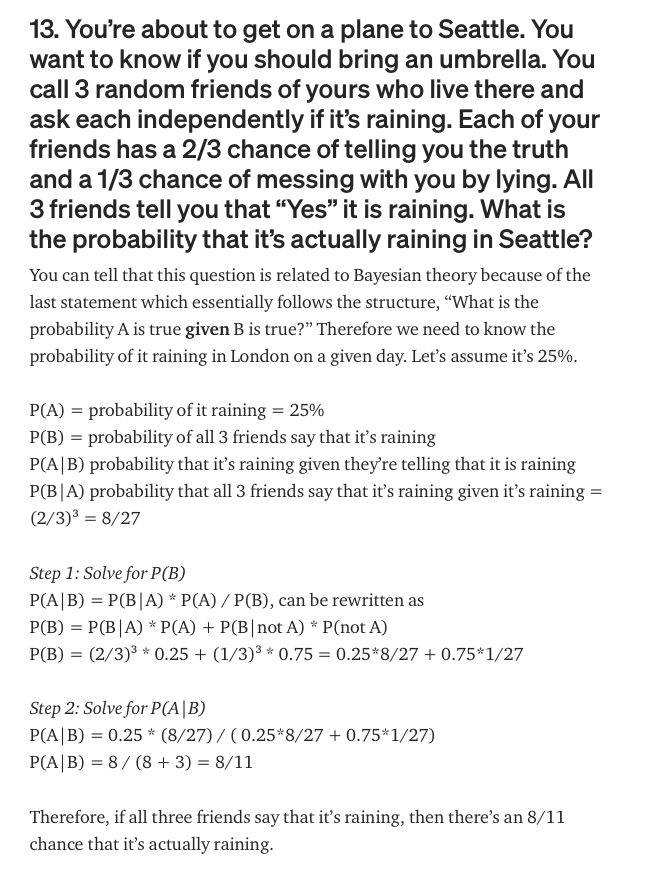 13. You’re about to get on a plane to Seattle. You
want to know if you should bring an umbrella. You
call 3 random friends of yours who live there and
ask each independently if it’s raining. Each of your
friends has a 2/3 chance of telling you the truth
and a 1/3 chance of messing with you by lying. All
3 friends tell you that “Yes” it is raining. What is
the probability that it’s actually raining in Seattle?
You can tell that this question is related to Bayesian theory because of the
last statement which essentially follows the structure, “What is the
probability A is true given B is true?” Therefore we need to know the
probability of it raining in London on a given day. Let’s assume it’s 25%.
P(A) = probability of it raining = 25%
P(B) = probability of all 3 friends say that it’s raining
P(A|B) probability that it’s raining given they’re telling that it is raining
P(B|A) probability that all 3 friends say that it’s raining given it’s raining =
(2/3)³ = 8/27
Step 1: Solve for P(B)
P(A|B) = P(B|A) * P(A) / P(B), can be rewritten as
P(B) = P(B|A) * P(A) + P(B|not A) * P(not A)
P(B) = (2/3)³ * 0.25 + (1/3)³ * 0.75 = 0.25*8/27 + 0.75*1/27
Step 2: Solve for P(A|B)
P(A|B) = 0.25 * (8/27) / ( 0.25*8/27 + 0.75*1/27)
P(A|B) = 8 / (8 + 3) = 8/11
Therefore, if all three friends say that it’s raining, then there’s an 8/11
chance that it’s actually raining.